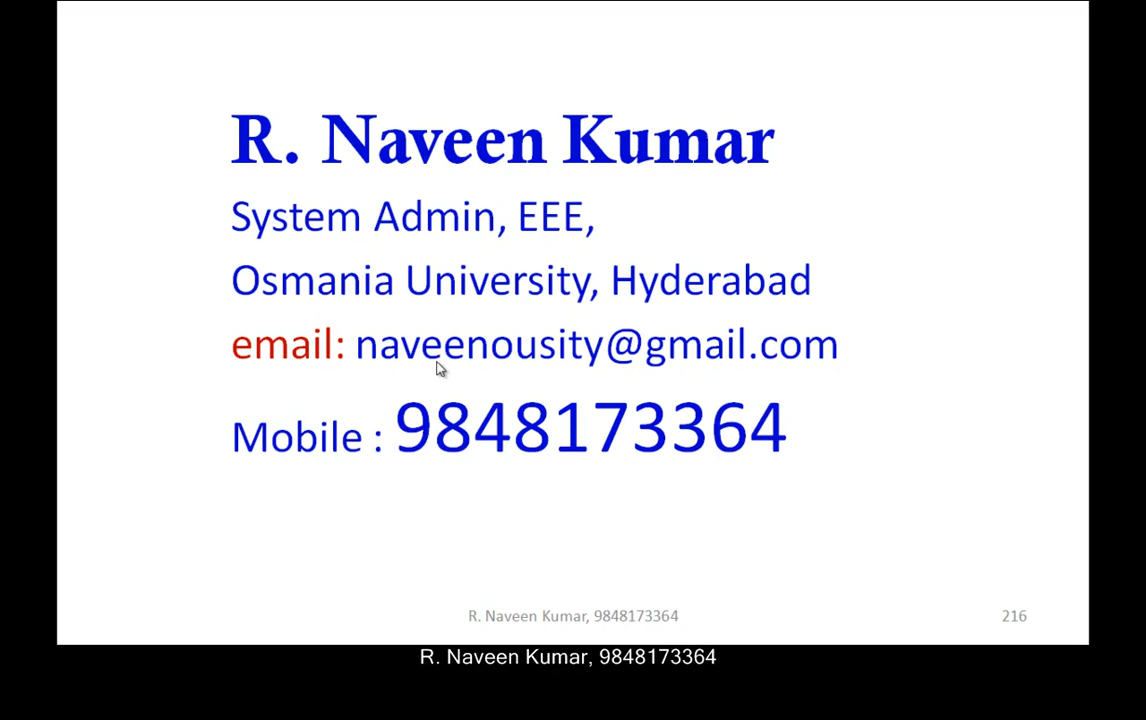 R. Naveen Kumar
System Admin, EEE,
Osmania University, Hyderabad
email: naveenousity@gmail.com
Mobile : 9848173364
R. Naveen Kumar, 9848173364
216
R. Naveen Kumar, 9848173364